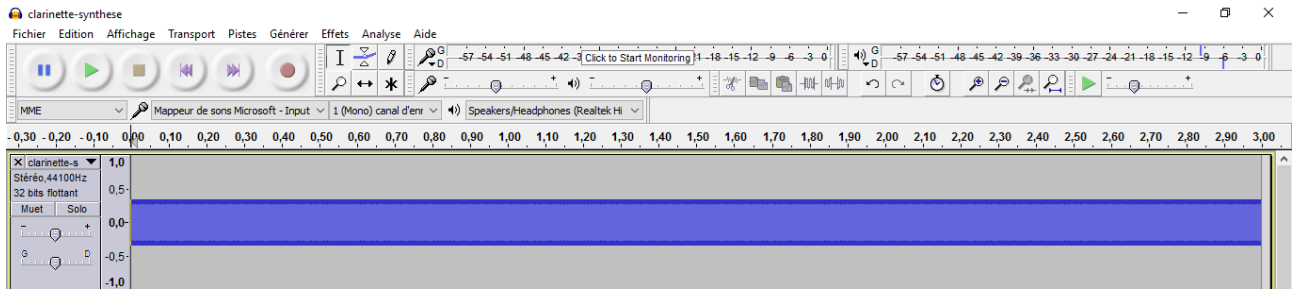 clarinette-synthese
Fichier Edition Affichage Transport Pistes Générer Effets Analyse Aide
G D -57 -54 -51 -48 -45 -42 -3 Click to Start Monitoring 1 -18 -15 -12 -9 -6 -3 0 G D -57 -54 -51 -48 -45 -42 -39 -36 -33 -30 -27 -24 -21 -18 -15 -12 -9 -6 -3 0
- + - + - +
MME Mappeur de sons Microsoft - Input 1 (Mono) canal d'enr Speakers/Headphones (Realtek Hi
-0,30 -0,20 -0,10 0,00 0,10 0,20 0,30 0,40 0,50 0,60 0,70 0,80 0,90 1,00 1,10 1,20 1,30 1,40 1,50 1,60 1,70 1,80 1,90 2,00 2,10 2,20 2,30 2,40 2,50 2,60 2,70 2,80 2,90 3,00
X clarinette-s 1,0
Stéréo,44100Hz
32 bits flottant 0,5-
Muet Solo
- + 0,0-
G D -0,5-
-1,0